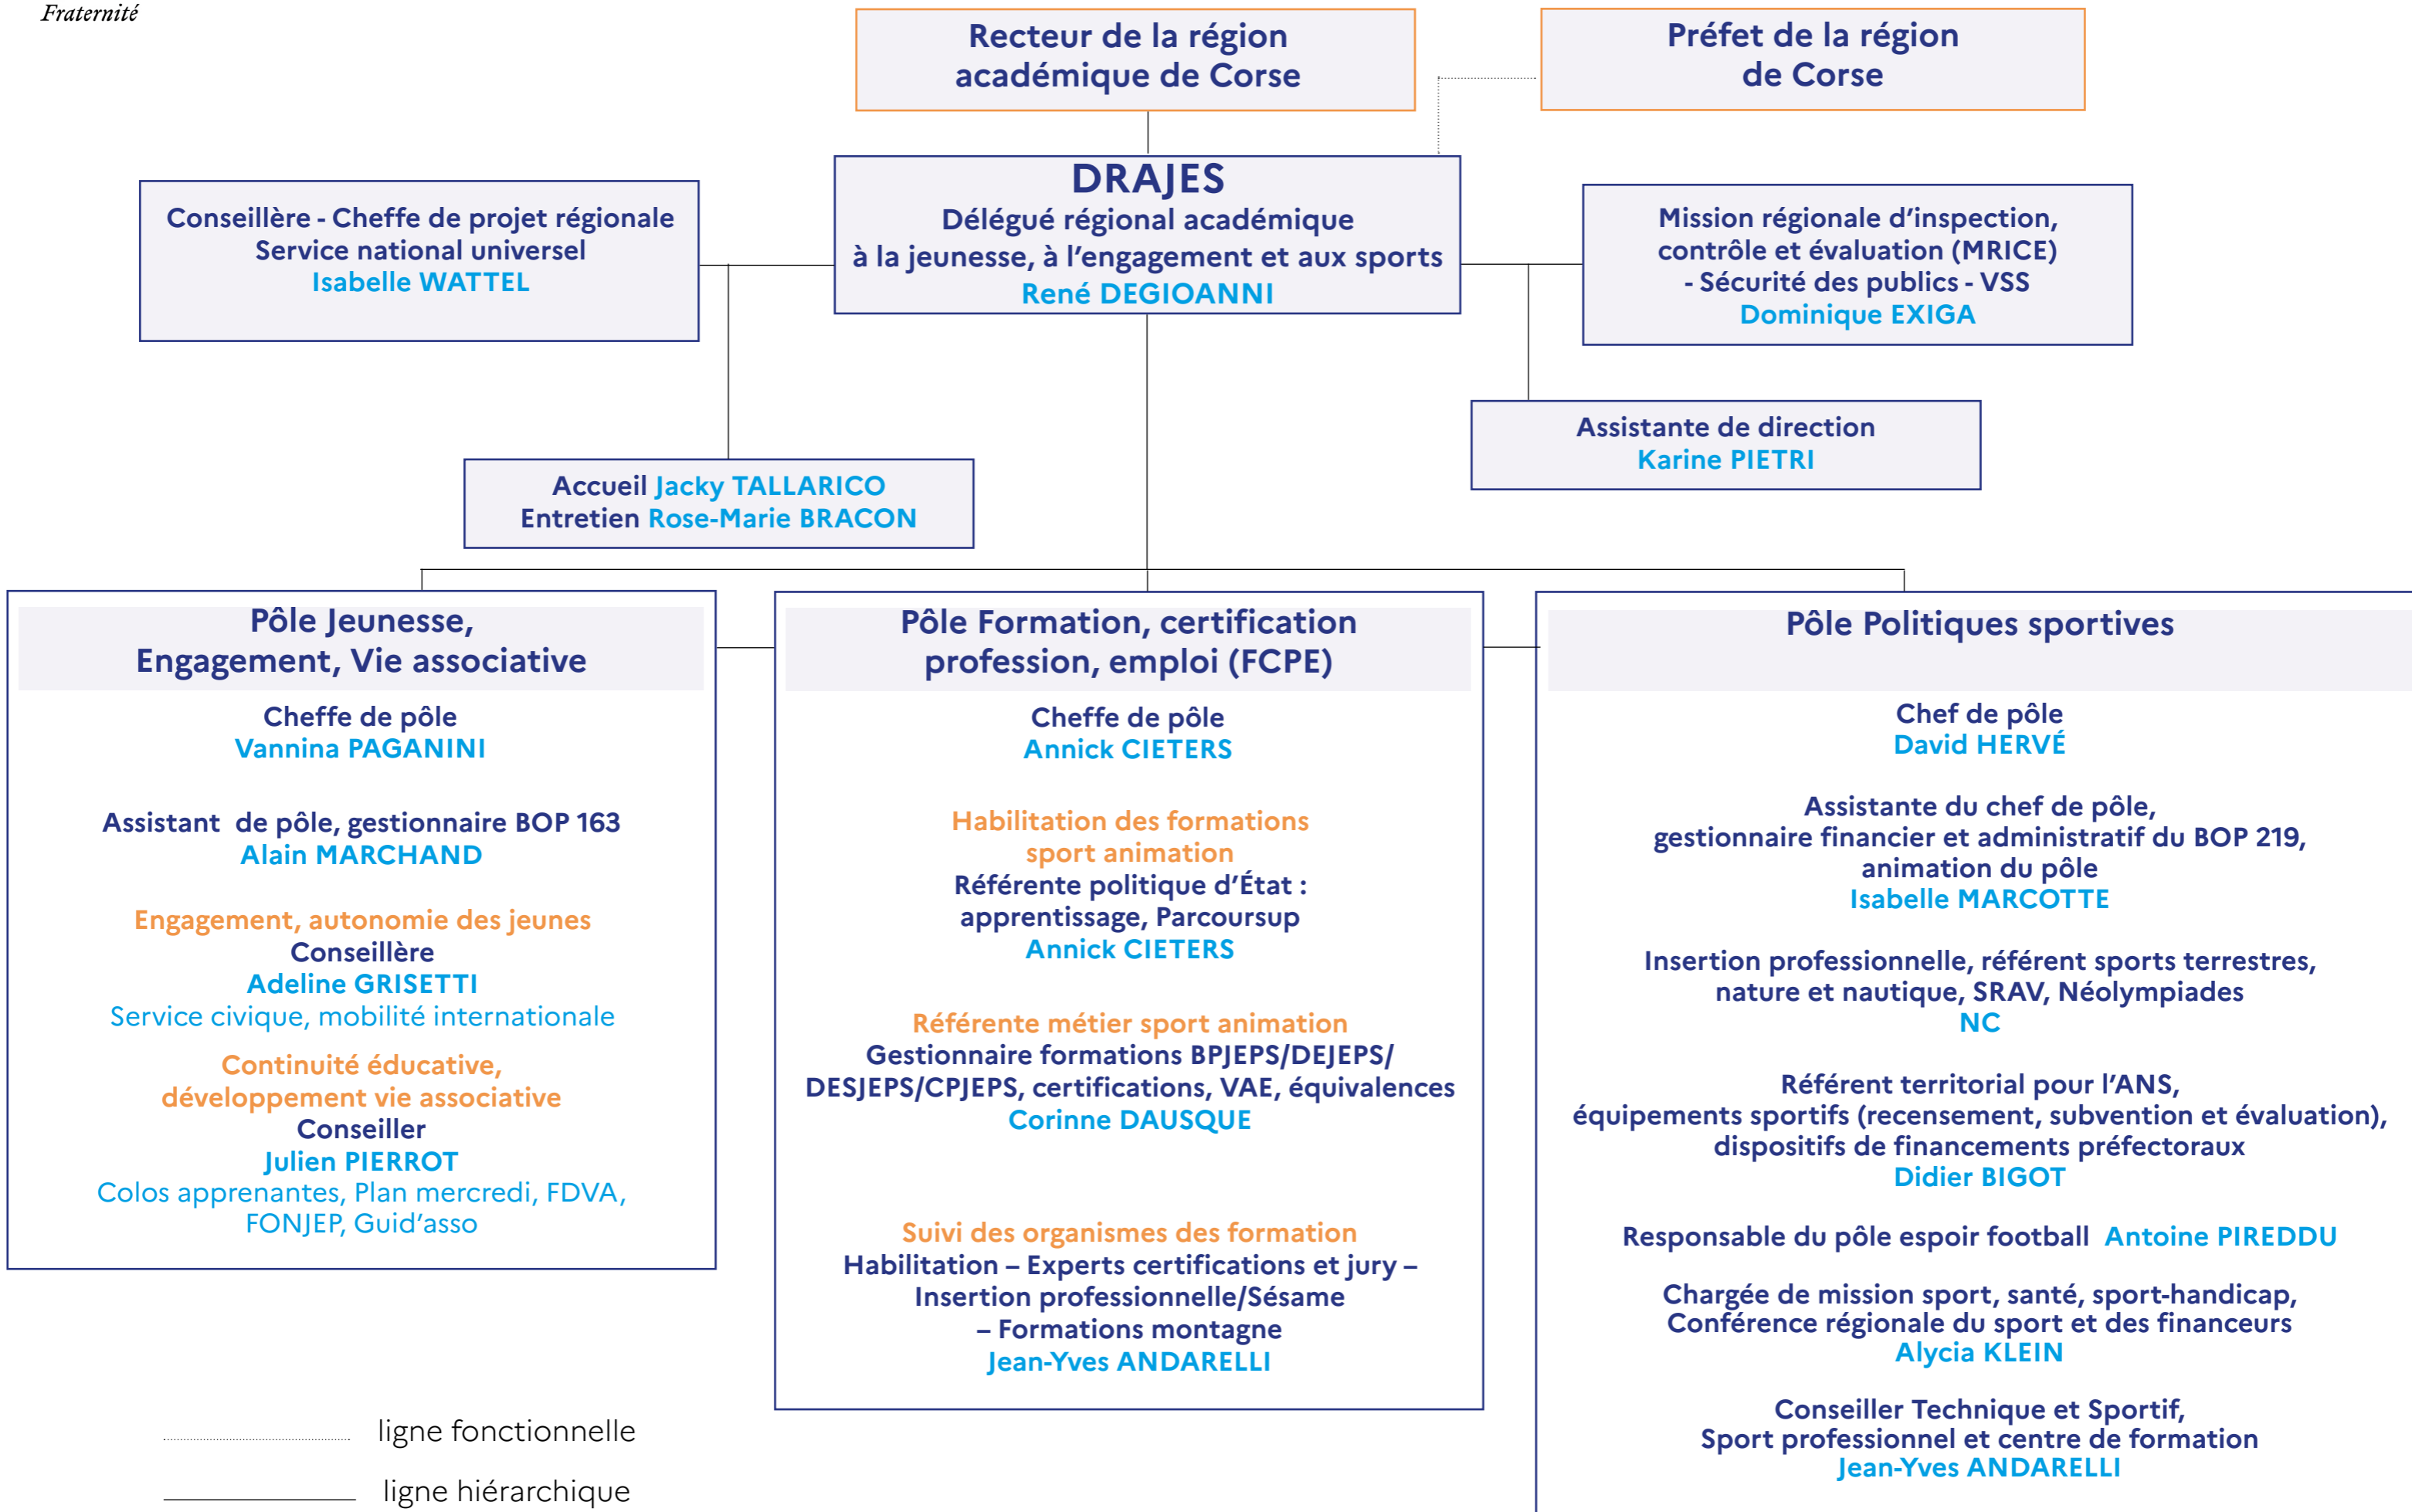 Fraternité
Recteur de la région
académique de Corse
Préfet de la région
de Corse
DRAJES
Délégué régional académique
à la jeunesse, à l'engagement et aux sports
René DEGIOANNI
Conseillère - Cheffe de projet régionale
Service national universel
Isabelle WATTEL
Mission régionale d'inspection,
contrôle et évaluation (MRICE)
- Sécurité des publics - VSS
Dominique EXIGA
Assistante de direction
Karine PIETRI
Accueil Jacky TALLARICO
Entretien Rose-Marie BRACON
Pôle Jeunesse,
Engagement, Vie associative
Cheffe de pôle
Vannina PAGANINI
Assistant de pôle, gestionnaire BOP 163
Alain MARCHAND
Engagement, autonomie des jeunes
Conseillère
Adeline GRISETTI
Service civique, mobilité internationale
Continuité éducative,
développement vie associative
Conseiller
Julien PIERROT
Colos apprenantes, Plan mercredi, FDVA,
FONJEP, Guid'asso
Pôle Formation, certification
profession, emploi (FCPE)
Cheffe de pôle
Annick CIETERS
Habilitation des formations
sport animation
Référente politique d'État :
apprentissage, Parcoursup
Annick CIETERS
Référente métier sport animation
Gestionnaire formations BPJEPS/DEJEPS/
DESJEPS/CPJEPS, certifications, VAE, équivalences
Corinne DAUSQUE
Suivi des organismes des formation
Habilitation – Experts certifications et jury –
Insertion professionnelle/Sésame
– Formations montagne
Jean-Yves ANDARELLI
Pôle Politiques sportives
Chef de pôle
David HERVÉ
Assistante du chef de pôle,
gestionnaire financier et administratif du BOP 219,
animation du pôle
Isabelle MARCOTTE
Insertion professionnelle, référent sports terrestres,
nature et nautique, SRAV, Néolympiades
NC
Référent territorial pour l'ANS,
équipements sportifs (recensement, subvention et évaluation),
dispositifs de financements préfectoraux
Didier BIGOT
Responsable du pôle espoir football Antoine PIREDDU
Chargée de mission sport, santé, sport-handicap,
Conférence régionale du sport et des financeurs
Alycia KLEIN
Conseiller Technique et Sportif,
Sport professionnel et centre de formation
Jean-Yves ANDARELLI
ligne fonctionnelle
ligne hiérarchique